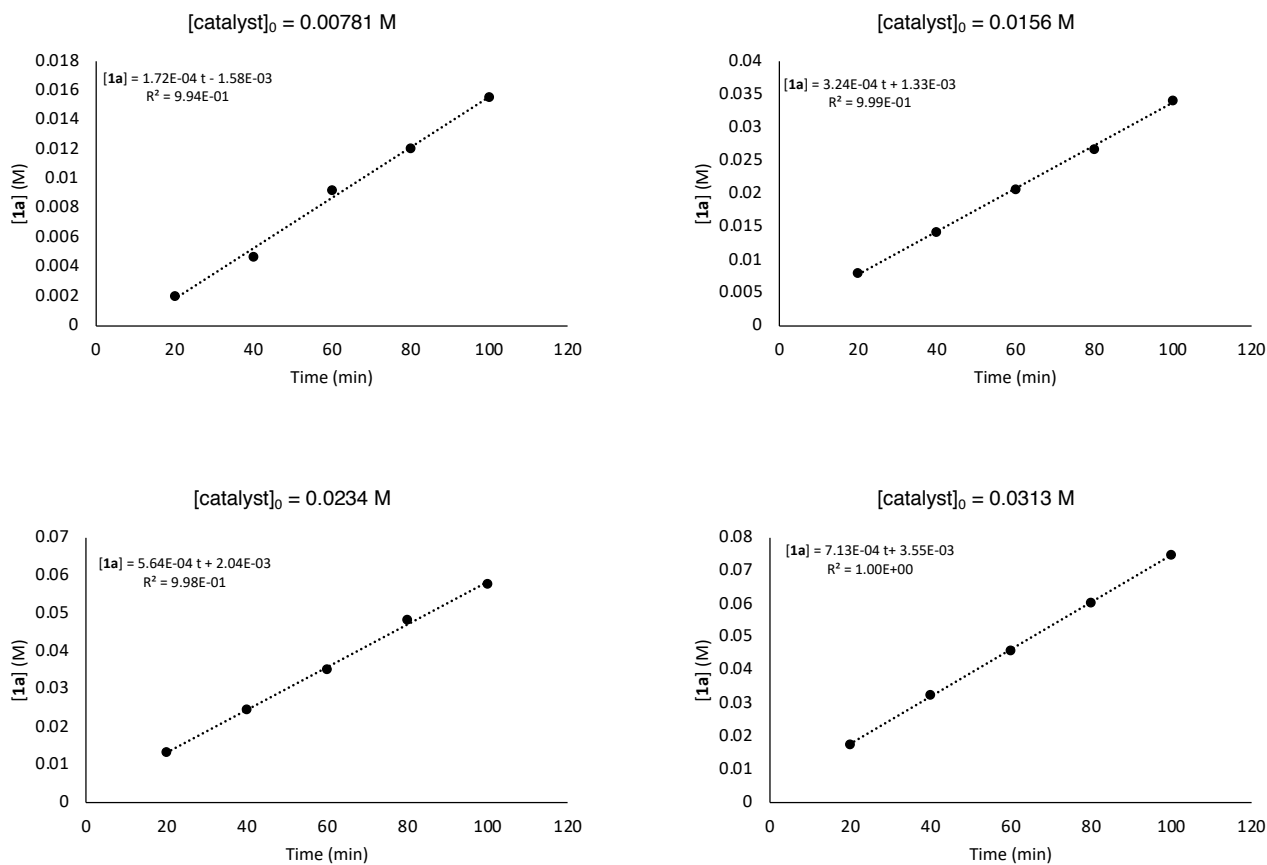 [catalyst]₀ = 0.00781 M
0.018
0.016
0.014
0.012
0.01
0.008
0.006
0.004
0.002
0
[1a] = 1.72E-04 t - 1.58E-03
R² = 9.94E-01
[1a] (M)
0 20 40 60 80 100 120
Time (min)
[catalyst]₀ = 0.0156 M
0.04
0.035
0.03
0.025
0.02
0.015
0.01
0.005
0
[1a] = 3.24E-04 t + 1.33E-03
R² = 9.99E-01
[1a] (M)
0 20 40 60 80 100 120
Time (min)
[catalyst]₀ = 0.0234 M
0.07
0.06
0.05
0.04
0.03
0.02
0.01
0
[1a] = 5.64E-04 t + 2.04E-03
R² = 9.98E-01
[1a] (M)
0 20 40 60 80 100 120
Time (min)
[catalyst]₀ = 0.0313 M
0.08
0.07
0.06
0.05
0.04
0.03
0.02
0.01
0
[1a] = 7.13E-04 t+ 3.55E-03
R² = 1.00E+00
[1a] (M)
0 20 40 60 80 100 120
Time (min)